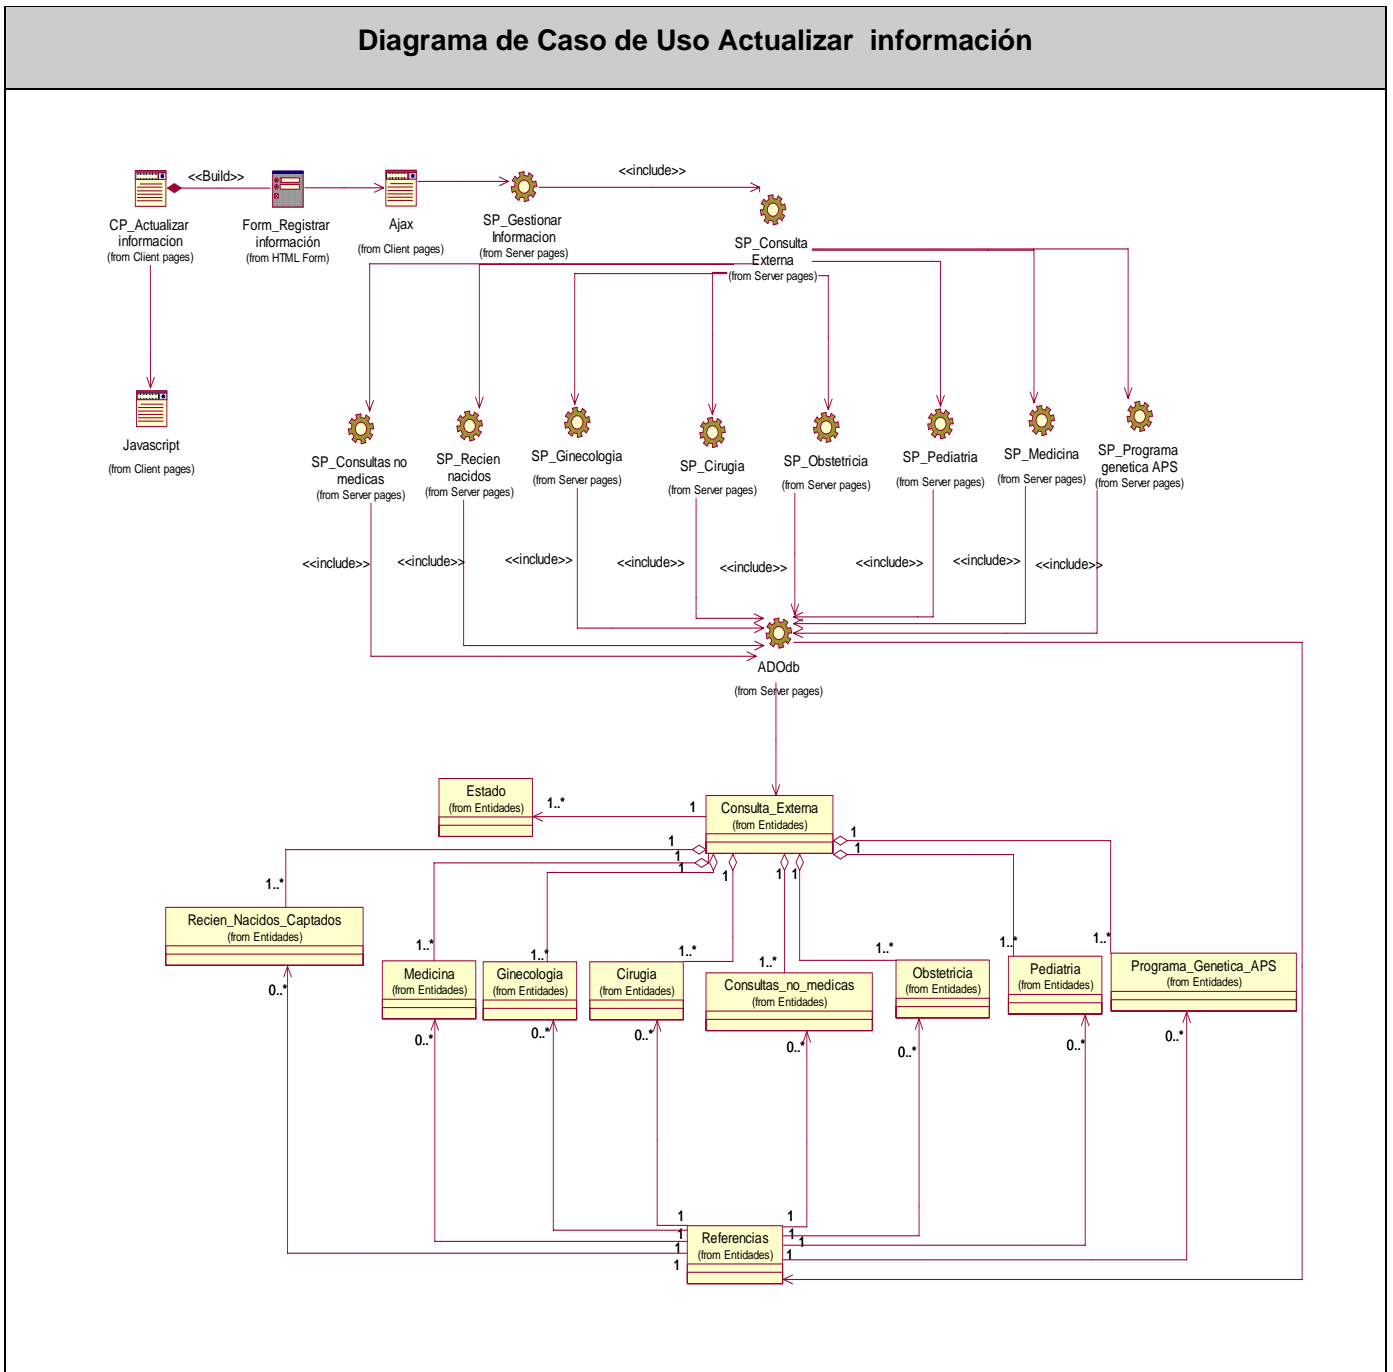 Diagrama de Caso de Uso Actualizar  información
<<Build>>
<<include>>
CP_Actualizar
informacion
(from Client pages)
Form_Registrar
información
(from HTML Form)
Ajax
(from Client pages)
SP_Gestionar
Informacion
(from Server pages)
SP_Consulta
Externa
(from Server pages)
Javascript
(from Client pages)
SP_Consultas no
medicas
(from Server pages)
SP_Recien
nacidos
(from Server pages)
SP_Ginecologia
(from Server pages)
SP_Cirugia
(from Server pages)
SP_Obstetricia
(from Server pages)
SP_Pediatria
(from Server pages)
SP_Medicina
(from Server pages)
SP_Programa
genetica APS
(from Server pages)
<<include>>
<<include>>
<<include>>
<<include>>
<<include>>
<<include>>
<<include>>
<<include>>
ADOdb
(from Server pages)
Estado
(from Entidades)
1..*
1
Consulta_Externa
(from Entidades)
1
1
1
1
1
1
1
1
1..*
Recien_Nacidos_Captados
(from Entidades)
0..*
1..*
Medicina
(from Entidades)
0..*
1..*
Ginecologia
(from Entidades)
0..*
1..*
Cirugia
(from Entidades)
0..*
1..*
Consultas_no_medicas
(from Entidades)
0..*
1..*
Obstetricia
(from Entidades)
0..*
1..*
Pediatria
(from Entidades)
0..*
1..*
Programa_Genetica_APS
(from Entidades)
0..*
1
1
1
1
1
1
1
1
Referencias
(from Entidades)